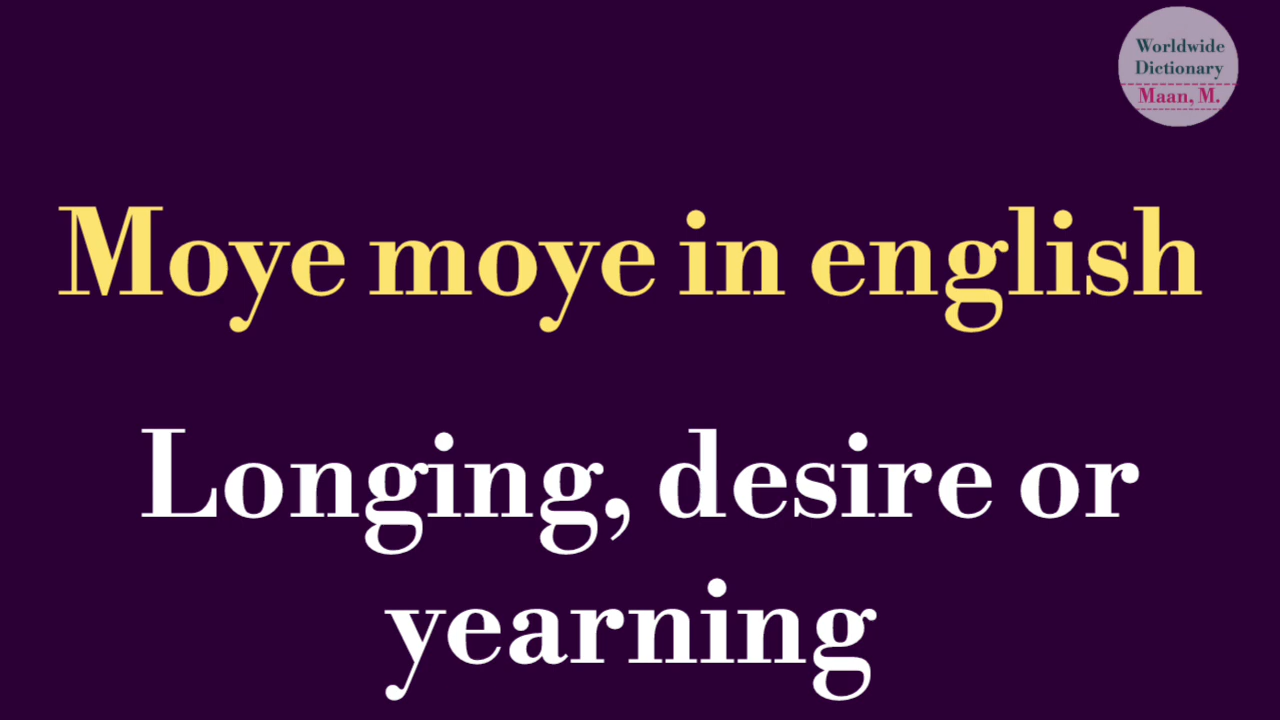 Worldwide
Dictionary
Maan, M.
Moye moye in english
Longing, desire or
yearning